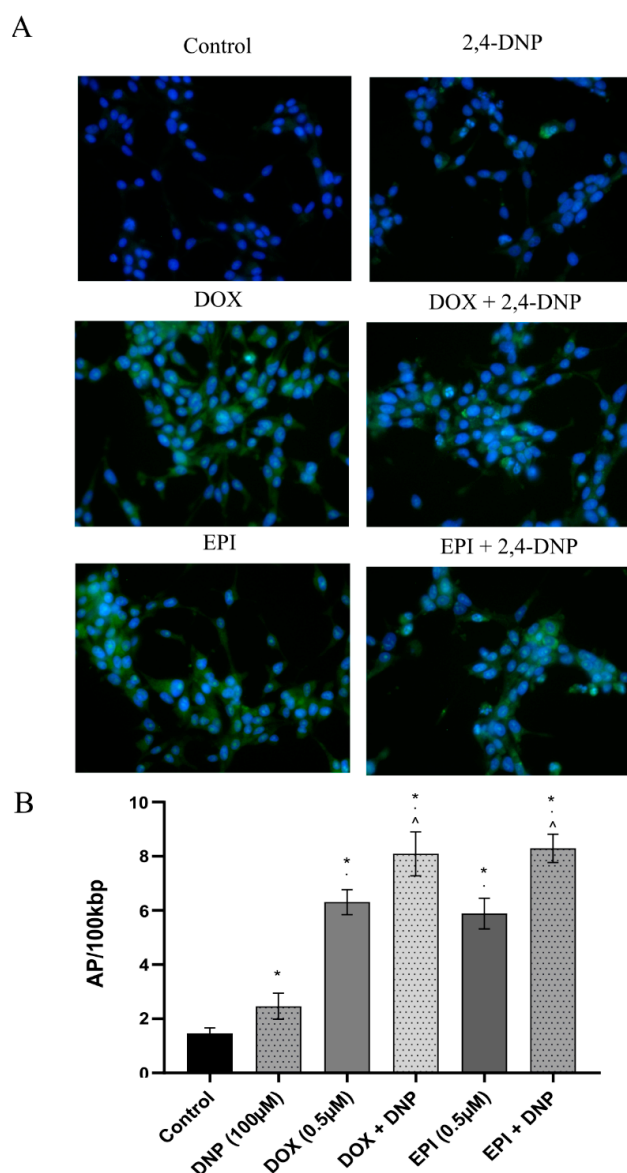 A
Control 2,4-DNP
DOX DOX + 2,4-DNP
EPI EPI + 2,4-DNP
B
AP/100kbp
10
8
6
4
2
0
*
*
·
*
·
^
*
·
*
·
^
Control
DNP (100µM)
DOX (0.5µM)
DOX + DNP
EPI (0.5µM)
EPI + DNP